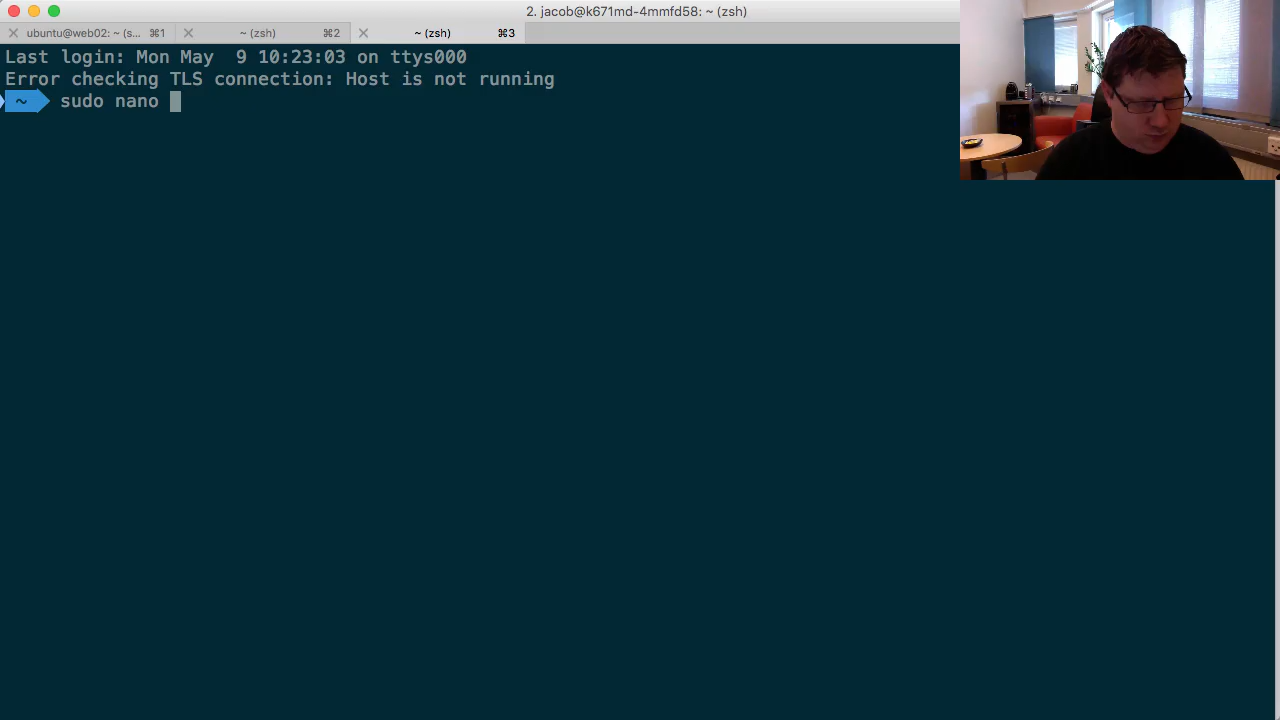 2. jacob@k671md-4mmfd58: ~ (zsh)
ubuntu@web02: ~ (s... ⌘1
~ (zsh) ⌘2
~ (zsh) ⌘3
Last login: Mon May  9 10:23:03 on ttys000
Error checking TLS connection: Host is not running
~ sudo nano